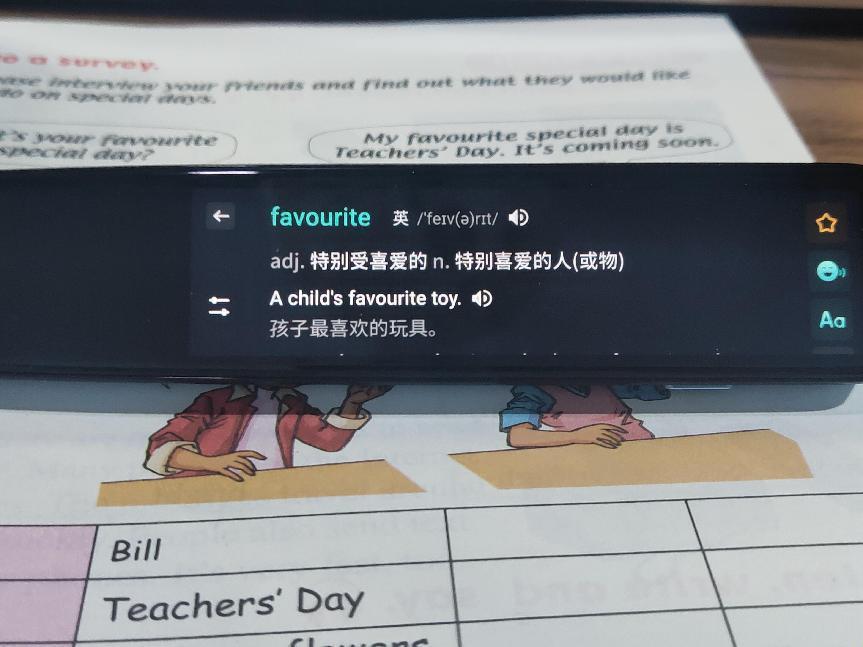 a survey.
interview your friends and find out what they would like
to on special days.
your favourite
special day?
My favourite special day is
Teachers' Day. It's coming soon.
favourite 英 /ˈfeɪv(ə)rɪt/
adj. 特别受喜爱的 n. 特别喜爱的人(或物)
A child's favourite toy.
孩子最喜欢的玩具。
Aa
Bill
Teachers' Day
flowers